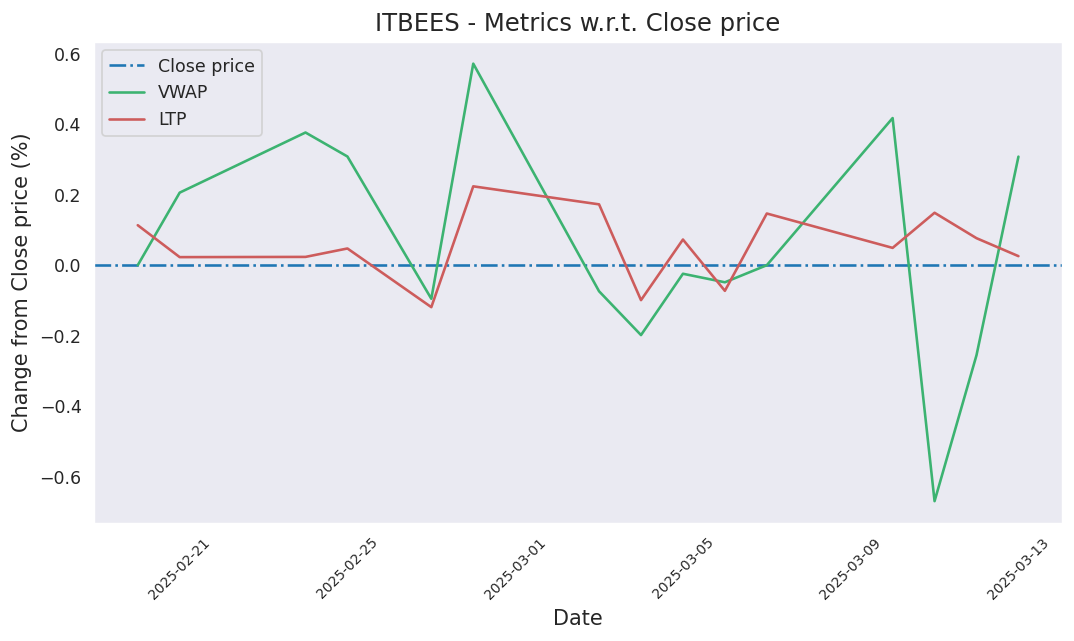 ITBEES - Metrics w.r.t. Close price
Close price
VWAP
LTP
Change from Close price (%)
0.6
0.4
0.2
0.0
−0.2
−0.4
−0.6
2025-02-21
2025-02-25
2025-03-01
2025-03-05
2025-03-09
2025-03-13
Date